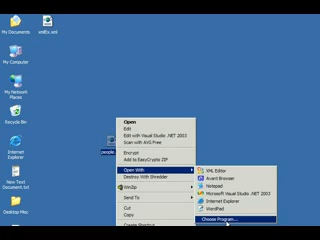 My Documents
xmlEx.xml
My Computer
My Network
Places
Recycle Bin
Internet
Explorer
New Text
Document.txt
Desktop Misc
people.
Open
Edit
Edit with Visual Studio .NET 2003
Scan with AVG Free
Encrypt
Add to EasyCrypto ZIP
Open With
Destroy With Shredder
WinZip
Send To
Cut
Copy
Create Shortcut
XML Editor
Avant Browser
Notepad
Microsoft Visual Studio .NET 2003
Internet Explorer
WordPad
Choose Program...